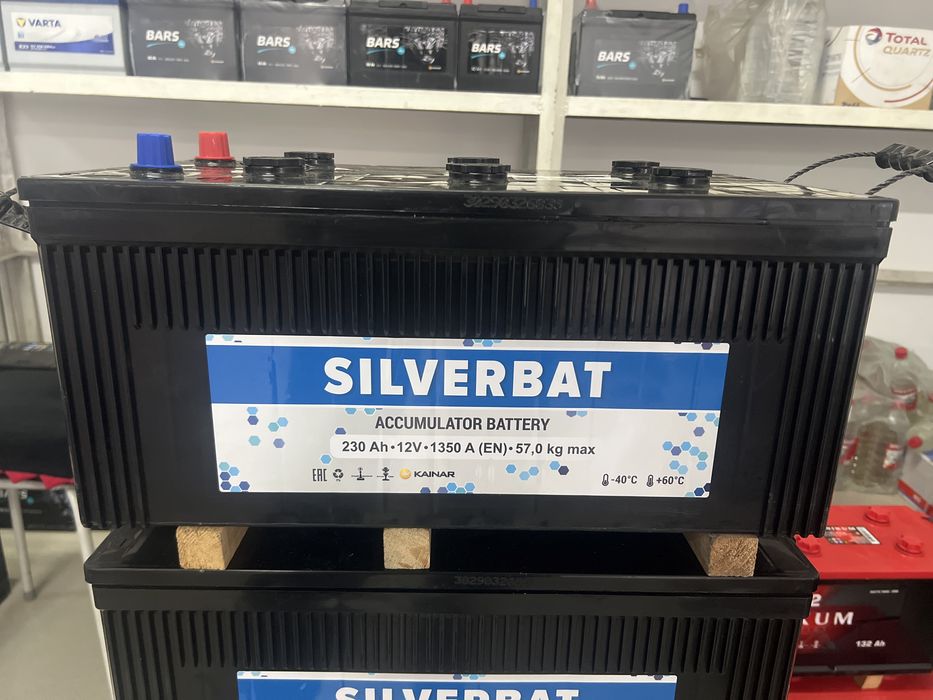 VARTA
BARS
BARS
BARS
BARS
BARS
TOTAL
QUARTZ
SILVERBAT
ACCUMULATOR BATTERY
230 Ah•12V•1350 A (EN)•57,0 kg max
EAC KAINAR -40°C +60°C
132 Ah
SILVERBAT